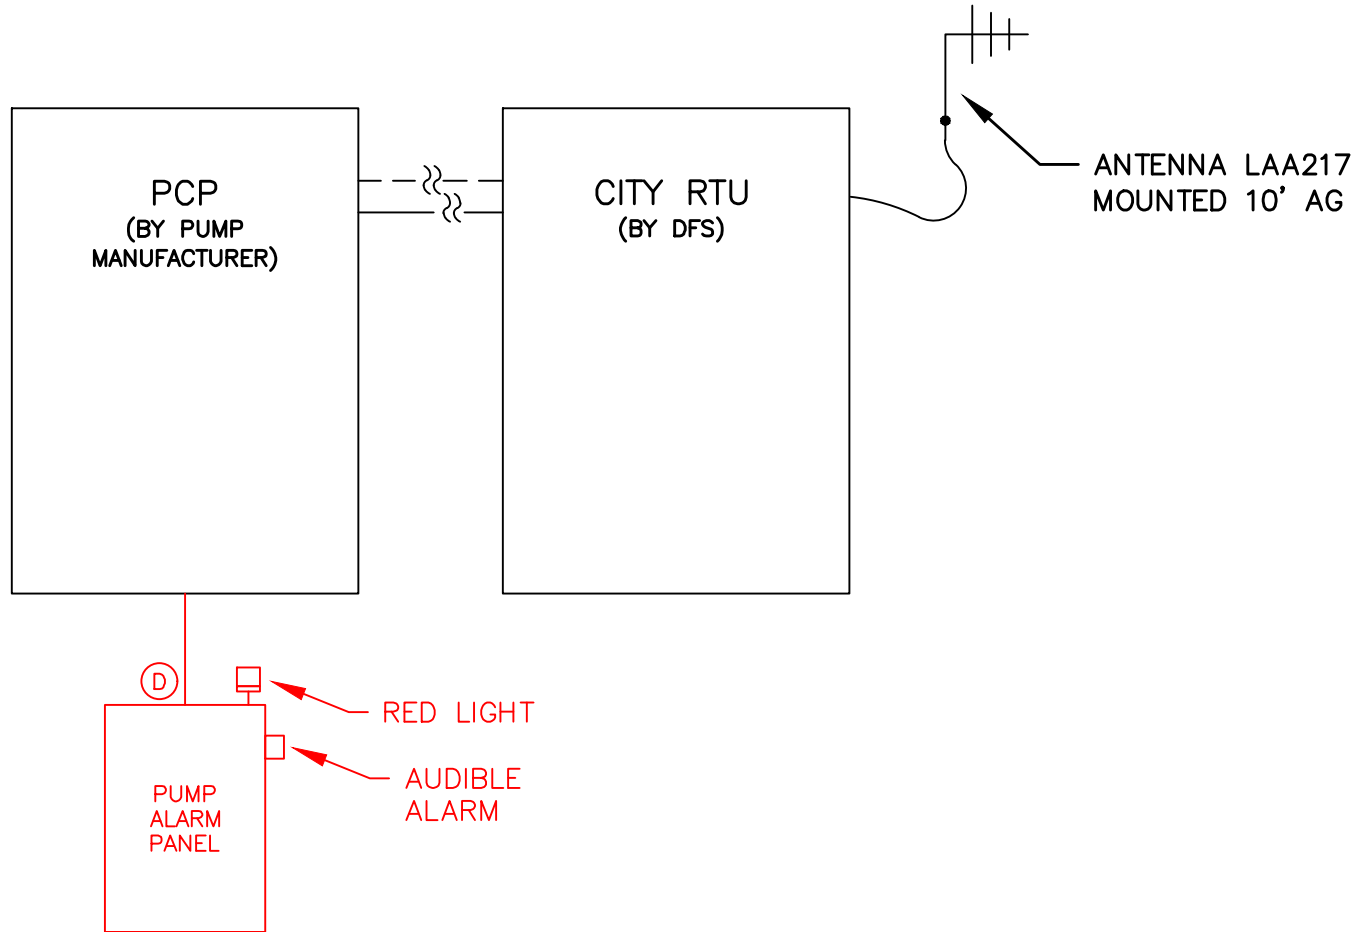 PCP
(BY PUMP
MANUFACTURER)
CITY RTU
(BY DFS)
ANTENNA LAA217
MOUNTED 10' AG
D
RED LIGHT
AUDIBLE
ALARM
PUMP
ALARM
PANEL